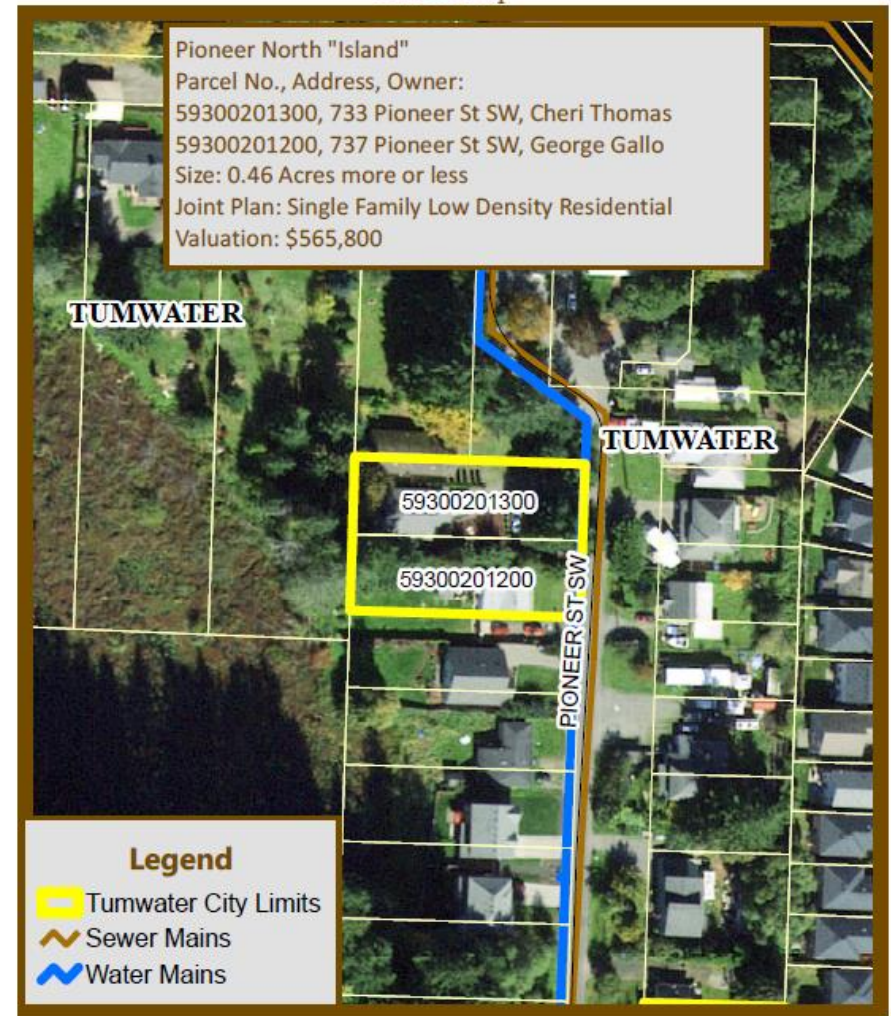 Pioneer North "Island"
Parcel No., Address, Owner:
59300201300, 733 Pioneer St SW, Cheri Thomas
59300201200, 737 Pioneer St SW, George Gallo
Size: 0.46 Acres more or less
Joint Plan: Single Family Low Density Residential
Valuation: $565,800
TUMWATER
TUMWATER
59300201300
59300201200
PIONEER ST SW
Legend
Tumwater City Limits
Sewer Mains
Water Mains